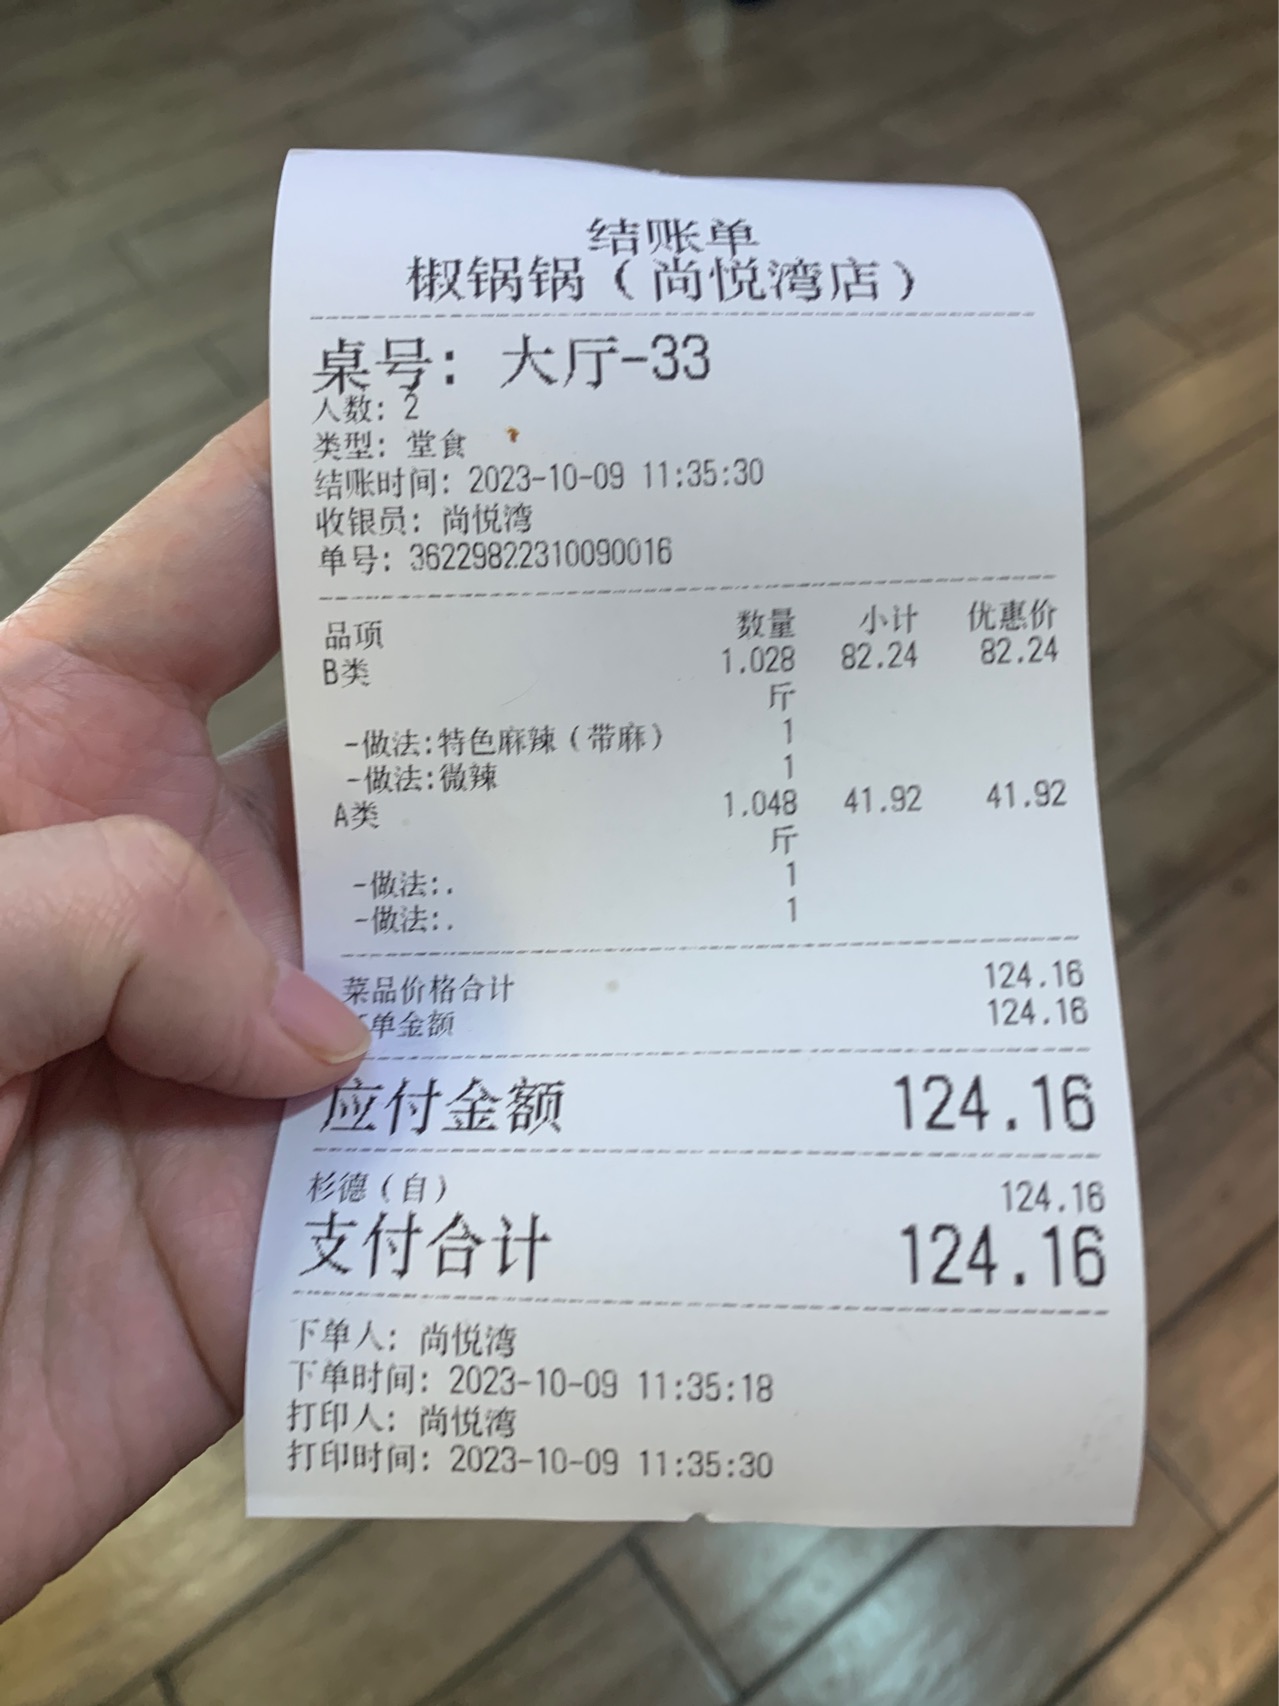 结账单
椒锅锅（尚悦湾店）
桌号：大厅-33
人数：2
类型：堂食
结账时间：2023-10-09 11:35:30
收银员：尚悦湾
单号：36229822310090016
品项 数量 小计 优惠价
B类 1.028 82.24 82.24
斤
-做法:特色麻辣（带麻） 1
-做法:微辣 1
A类 1.048 41.92 41.92
斤
-做法:. 1
-做法:. 1
菜品价格合计 124.16
单金额 124.16
应付金额 124.16
杉德（自） 124.16
支付合计 124.16
下单人：尚悦湾
下单时间：2023-10-09 11:35:18
打印人：尚悦湾
打印时间：2023-10-09 11:35:30